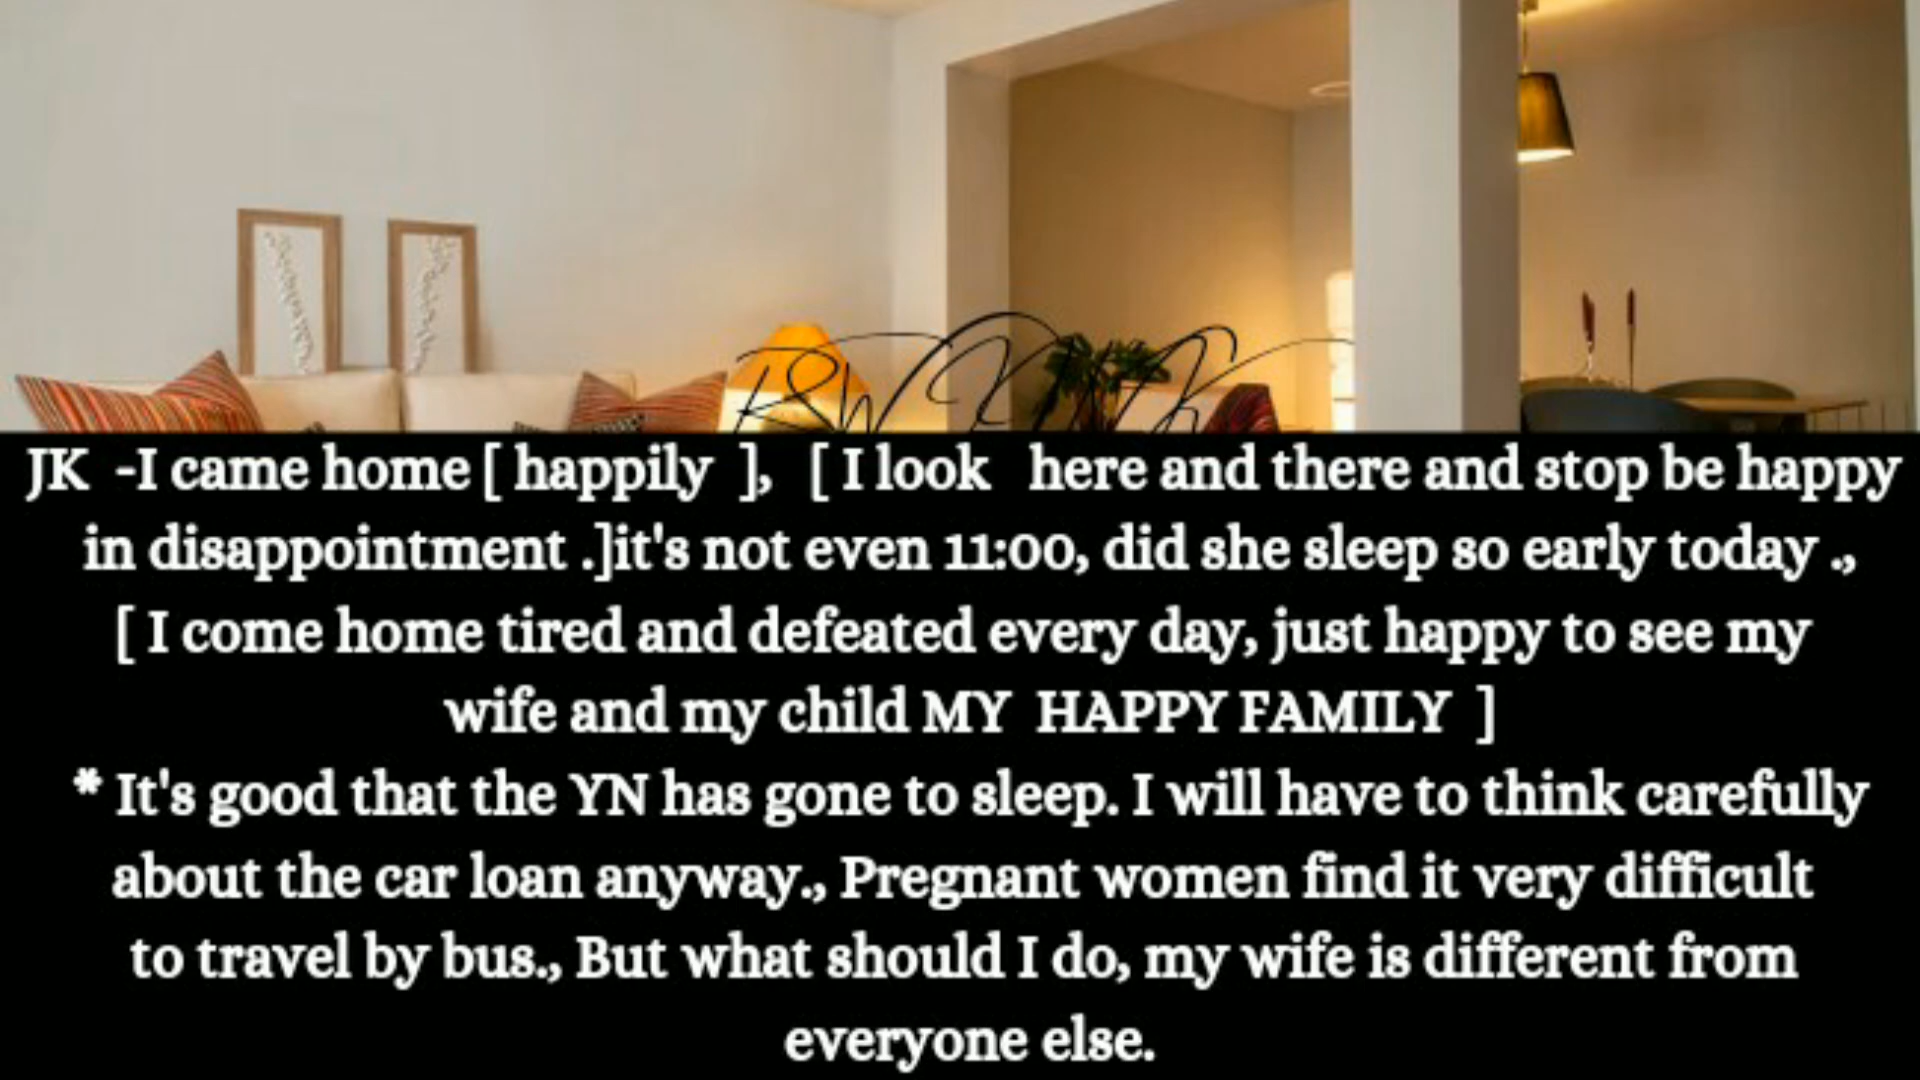 JK -I came home [ happily ], [ I look here and there and stop be happy
in disappointment .]it's not even 11:00, did she sleep so early today .,
[ I come home tired and defeated every day, just happy to see my
wife and my child MY HAPPY FAMILY ]
* It's good that the YN has gone to sleep. I will have to think carefully
about the car loan anyway., Pregnant women find it very difficult
to travel by bus., But what should I do, my wife is different from
everyone else.